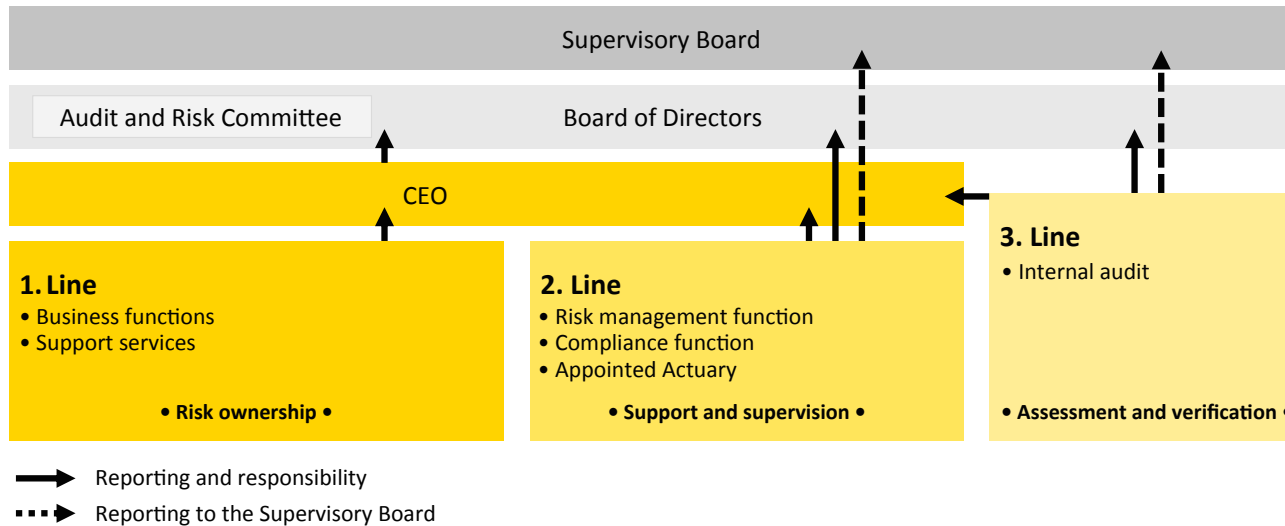 Supervisory Board
Audit and Risk Committee
Board of Directors
CEO
1. Line
• Business functions
• Support services
• Risk ownership •
2. Line
• Risk management function
• Compliance function
• Appointed Actuary
• Support and supervision •
3. Line
• Internal audit
• Assessment and verification •
Reporting and responsibility
Reporting to the Supervisory Board